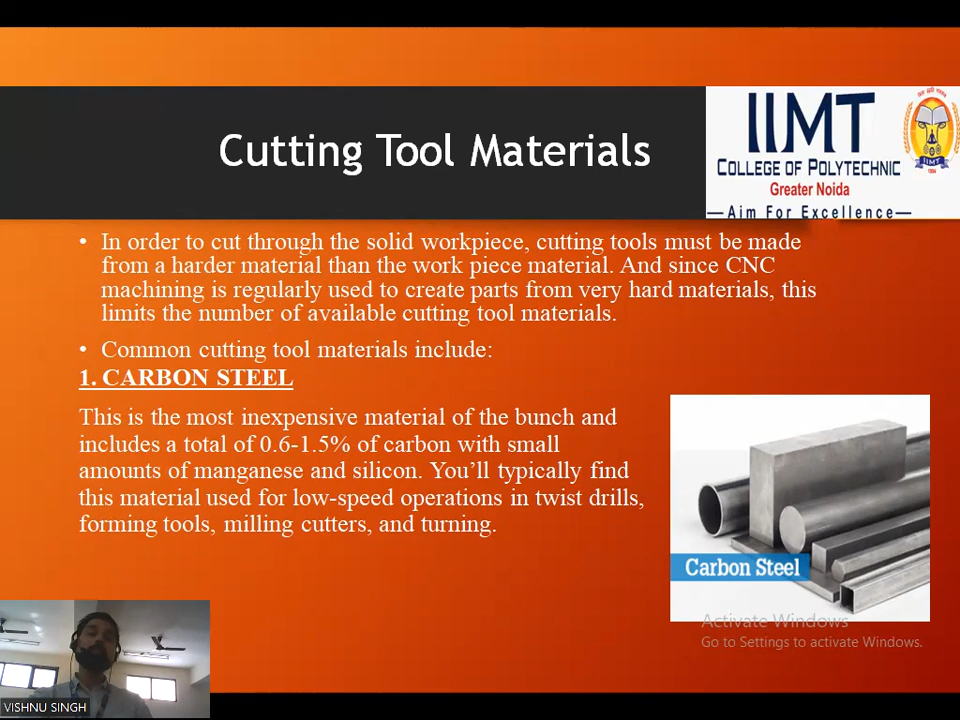 Cutting Tool Materials
IIMT
COLLEGE OF POLYTECHNIC
Greater Noida
—Aim For Excellence—
IIMT
• In order to cut through the solid workpiece, cutting tools must be made
from a harder material than the work piece material. And since CNC
machining is regularly used to create parts from very hard materials, this
limits the number of available cutting tool materials.
• Common cutting tool materials include:
1. CARBON STEEL
This is the most inexpensive material of the bunch and
includes a total of 0.6-1.5% of carbon with small
amounts of manganese and silicon. You’ll typically find
this material used for low-speed operations in twist drills,
forming tools, milling cutters, and turning.
Carbon Steel
Activate Windows
Go to Settings to activate Windows.
VISHNU SINGH